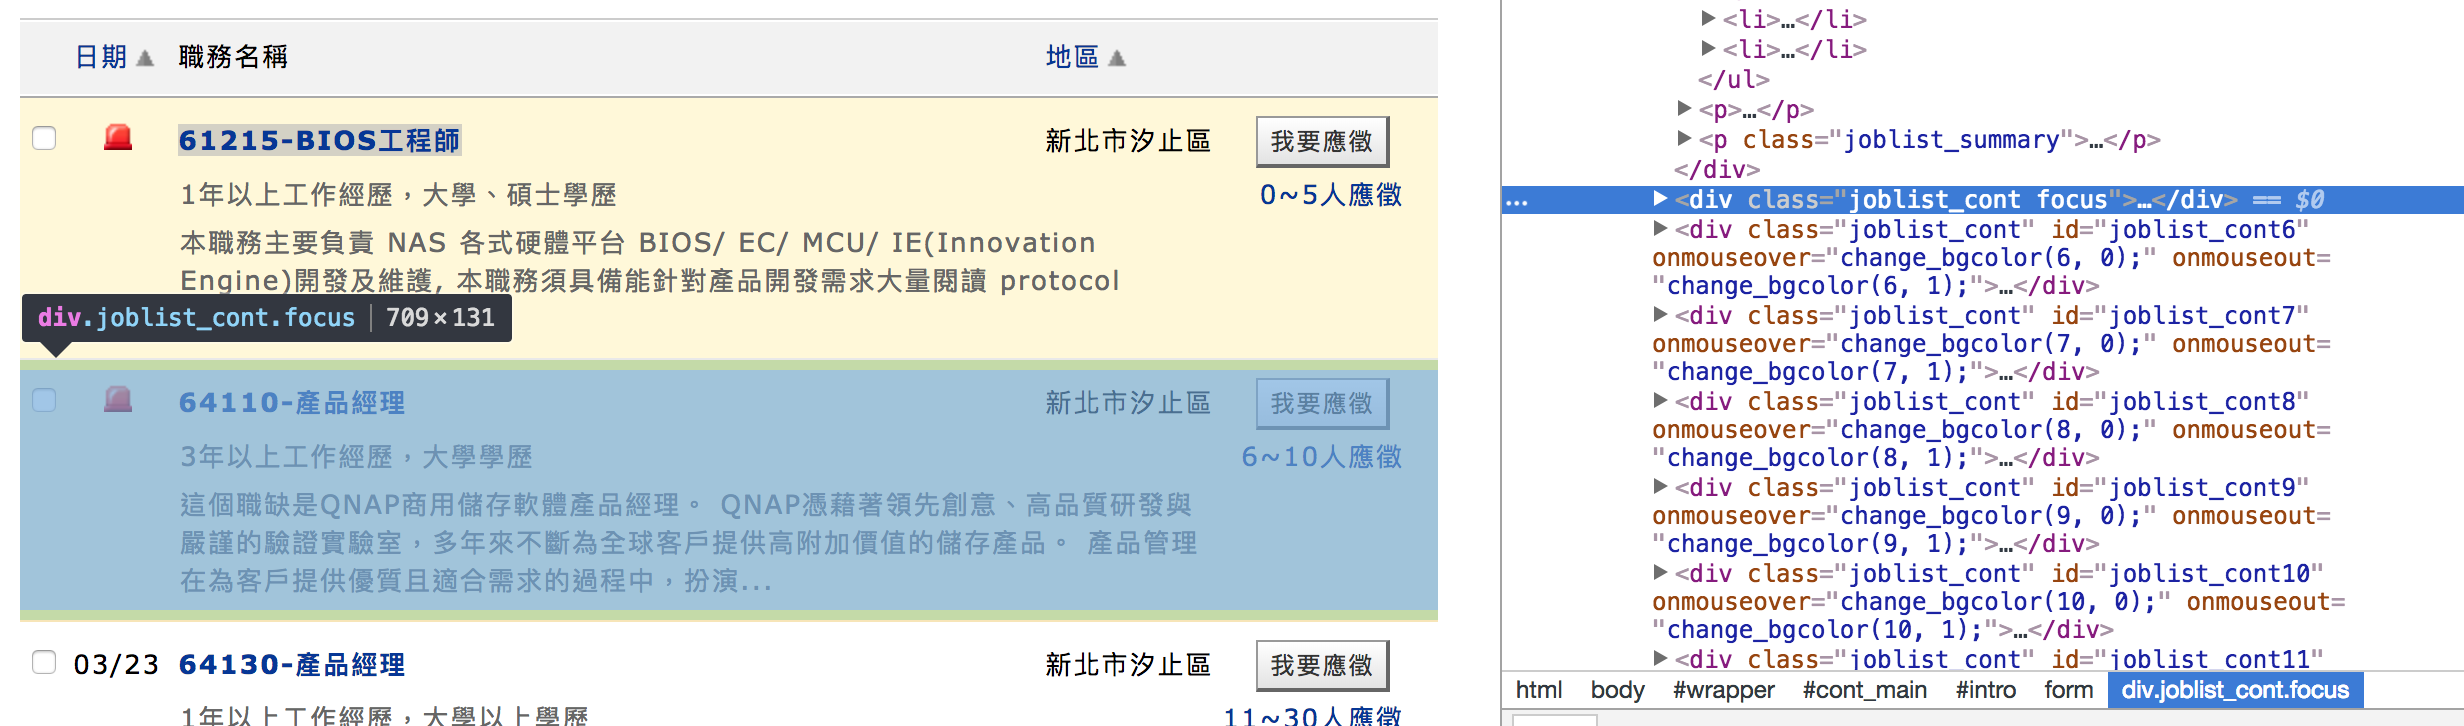 日期 職務名稱 地區
61215-BIOS工程師 新北市汐止區 我要應徵
1年以上工作經歷，大學、碩士學歷 0~5人應徵
本職務主要負責 NAS 各式硬體平台 BIOS/ EC/ MCU/ IE(Innovation
Engine)開發及維護, 本職務須具備能針對產品開發需求大量閱讀 protocol
div.joblist_cont.focus 709×131
64110-產品經理 新北市汐止區 我要應徵
3年以上工作經歷，大學學歷 6~10人應徵
這個職缺是QNAP商用儲存軟體產品經理。 QNAP憑藉著領先創意、高品質研發與
嚴謹的驗證實驗室，多年來不斷為全球客戶提供高附加價值的儲存產品。 產品管理
在為客戶提供優質且適合需求的過程中，扮演...
03/23 64130-產品經理 新北市汐止區 我要應徵
1年以上工作經歷，大學以上學歷 11~30人應徵
<li>…</li>
<li>…</li>
</ul>
<p>…</p>
<p class="joblist_summary">…</p>
</div>
… <div class="joblist_cont focus">…</div> == $0
<div class="joblist_cont" id="joblist_cont6"
onmouseover="change_bgcolor(6, 0);" onmouseout=
"change_bgcolor(6, 1);">…</div>
<div class="joblist_cont" id="joblist_cont7"
onmouseover="change_bgcolor(7, 0);" onmouseout=
"change_bgcolor(7, 1);">…</div>
<div class="joblist_cont" id="joblist_cont8"
onmouseover="change_bgcolor(8, 0);" onmouseout=
"change_bgcolor(8, 1);">…</div>
<div class="joblist_cont" id="joblist_cont9"
onmouseover="change_bgcolor(9, 0);" onmouseout=
"change_bgcolor(9, 1);">…</div>
<div class="joblist_cont" id="joblist_cont10"
onmouseover="change_bgcolor(10, 0);" onmouseout=
"change_bgcolor(10, 1);">…</div>
<div class="joblist_cont" id="joblist_cont11"
html body #wrapper #cont_main #intro form div.joblist_cont.focus